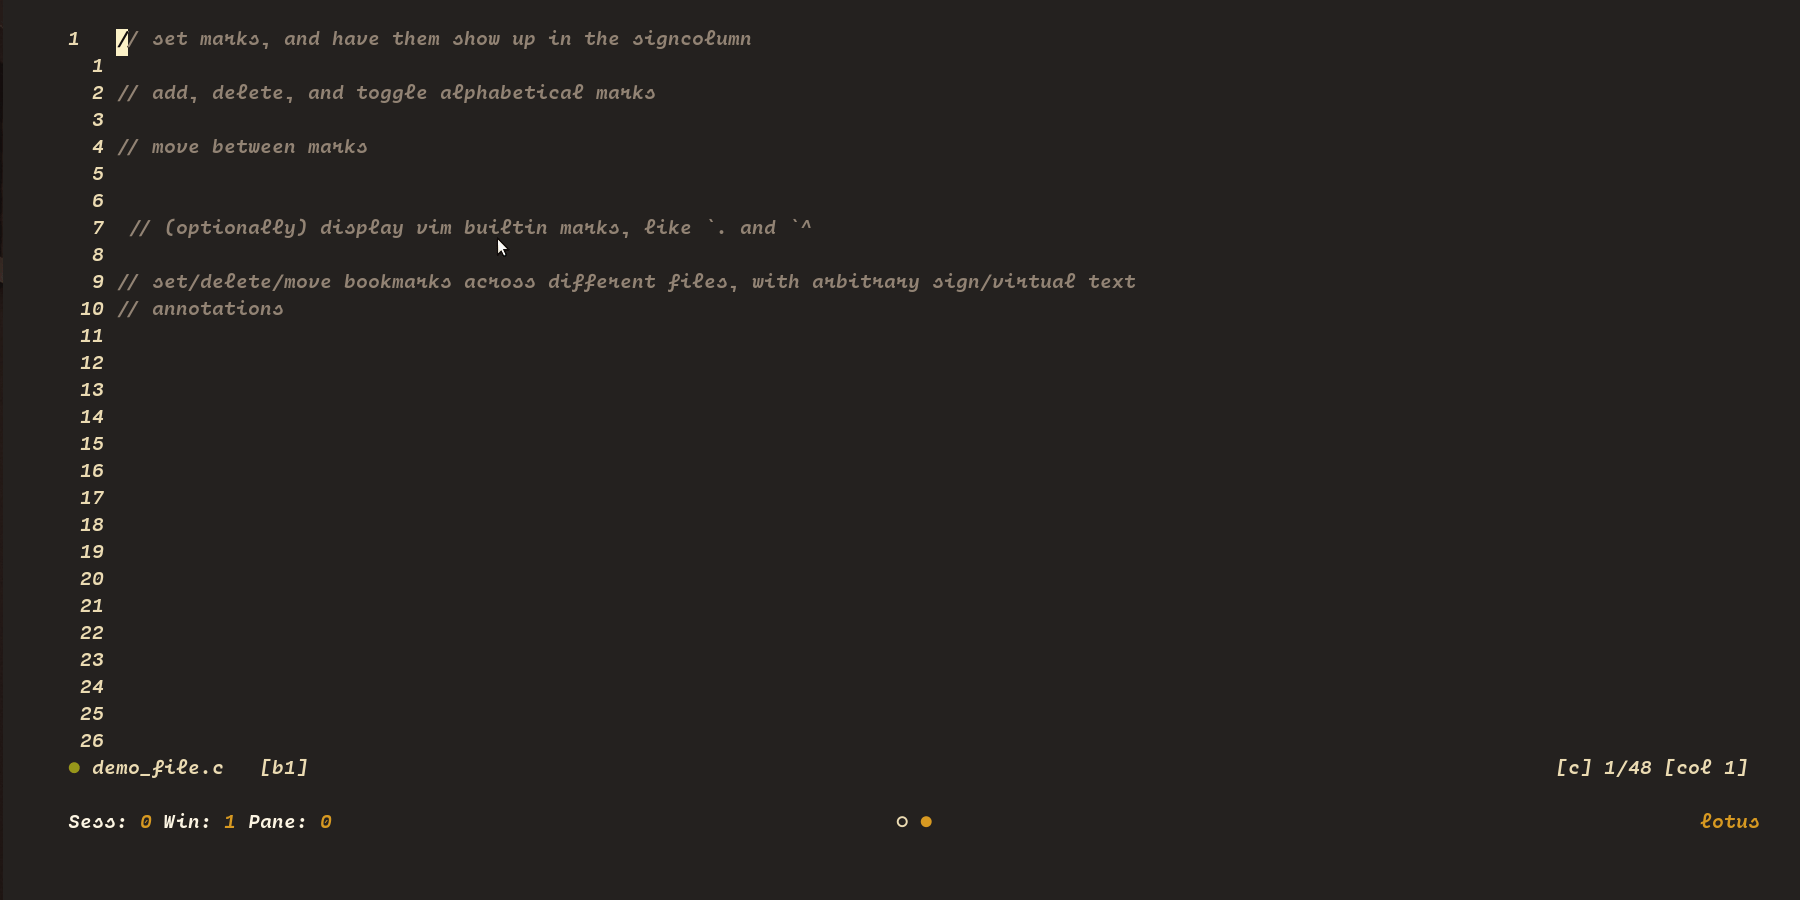 1 // set marks, and have them show up in the signcolumn
1
2 // add, delete, and toggle alphabetical marks
3
4 // move between marks
5
6
7 // (optionally) display vim builtin marks, like `. and `^
8
9 // set/delete/move bookmarks across different files, with arbitrary sign/virtual text
10 // annotations
11
12
13
14
15
16
17
18
19
20
21
22
23
24
25
26
demo_file.c [b1] [c] 1/48 [col 1]
Sess: 0 Win: 1 Pane: 0 lotus